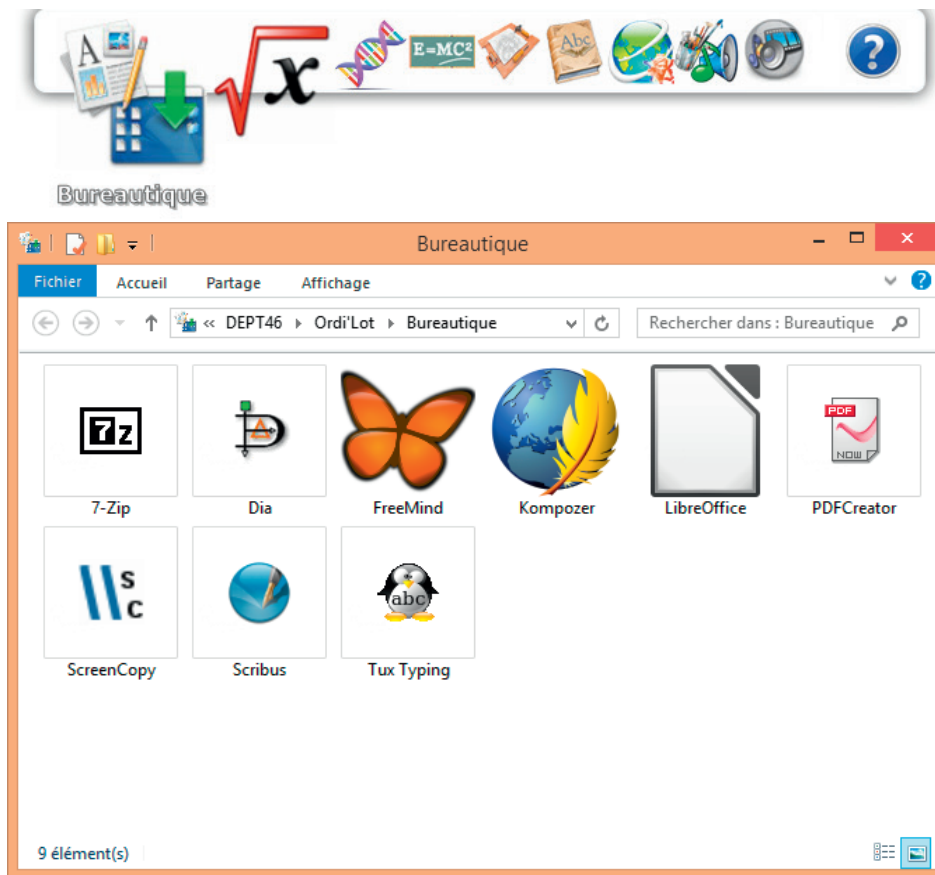 A
E=MC²
Abc
?
√x
Bureautique
Bureautique
Fichier Accueil Partage Affichage ?
« DEPT46 Ordi'Lot Bureautique Rechercher dans : Bureautique
7z PDF NOW
7-Zip Dia FreeMind Kompozer LibreOffice PDFCreator
SC abc
ScreenCopy Scribus Tux Typing
9 élément(s)